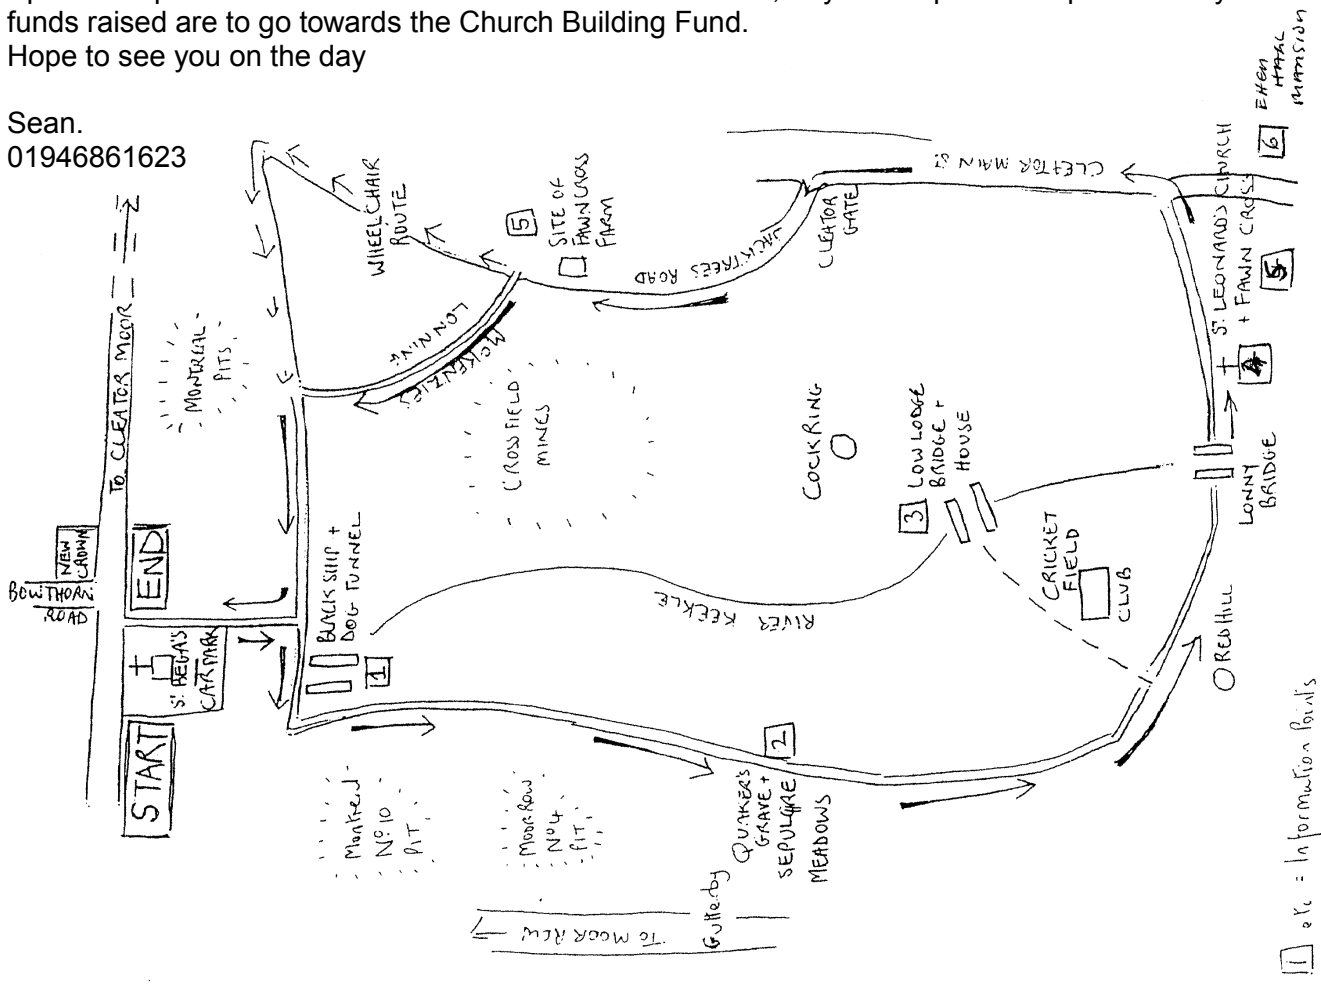 funds raised are to go towards the Church Building Fund.
Hope to see you on the day
Sean.
01946861623
TO CLEATOR MOOR
NEW
CROWN
BOWTHORN
ROAD
END
ST. BEGA'S
CARPARK
START
MONTREAL
PITS
WHEELCHAIR
ROUTE
5
SITE OF
FAWN CROSS
FARM
LONNING
MCKENZIES
JACKTREES ROAD
CLEATOR
GATE
CLEATOR MAIN ST.
6
EHEN
HALL
MANSION
ST. LEONARD'S CHURCH
+ FAWN CROSS
5
4
CROSSFIELD
MINES
COCKRING
3
LOW LODGE
BRIDGE +
HOUSE
LONNY
BRIDGE
CRICKET
FIELD
CLUB
RED HILL
RIVER KEEKLE
BLACK SHIP +
DOG TUNNEL
1
2
QUAKER'S
GRAVE +
SEPULCRE
MEADOWS
Montreal
No. 10
PIT
MOOR ROW
No 4
PIT
Gutterby
TO MOOR ROW
1 etc = Information Points